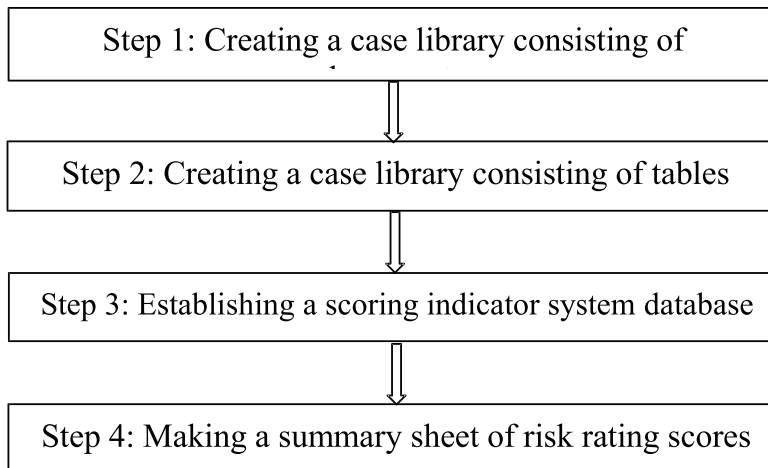 Step 1: Creating a case library consisting of
Step 2: Creating a case library consisting of tables
Step 3: Establishing a scoring indicator system database
Step 4: Making a summary sheet of risk rating scores